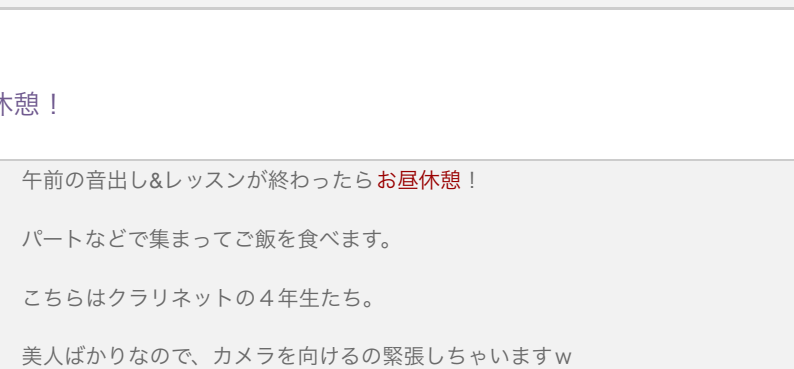 休憩！
午前の音出し&レッスンが終わったらお昼休憩！
パートなどで集まってご飯を食べます。
こちらはクラリネットの４年生たち。
美人ばかりなので、カメラを向けるの緊張しちゃいますｗ